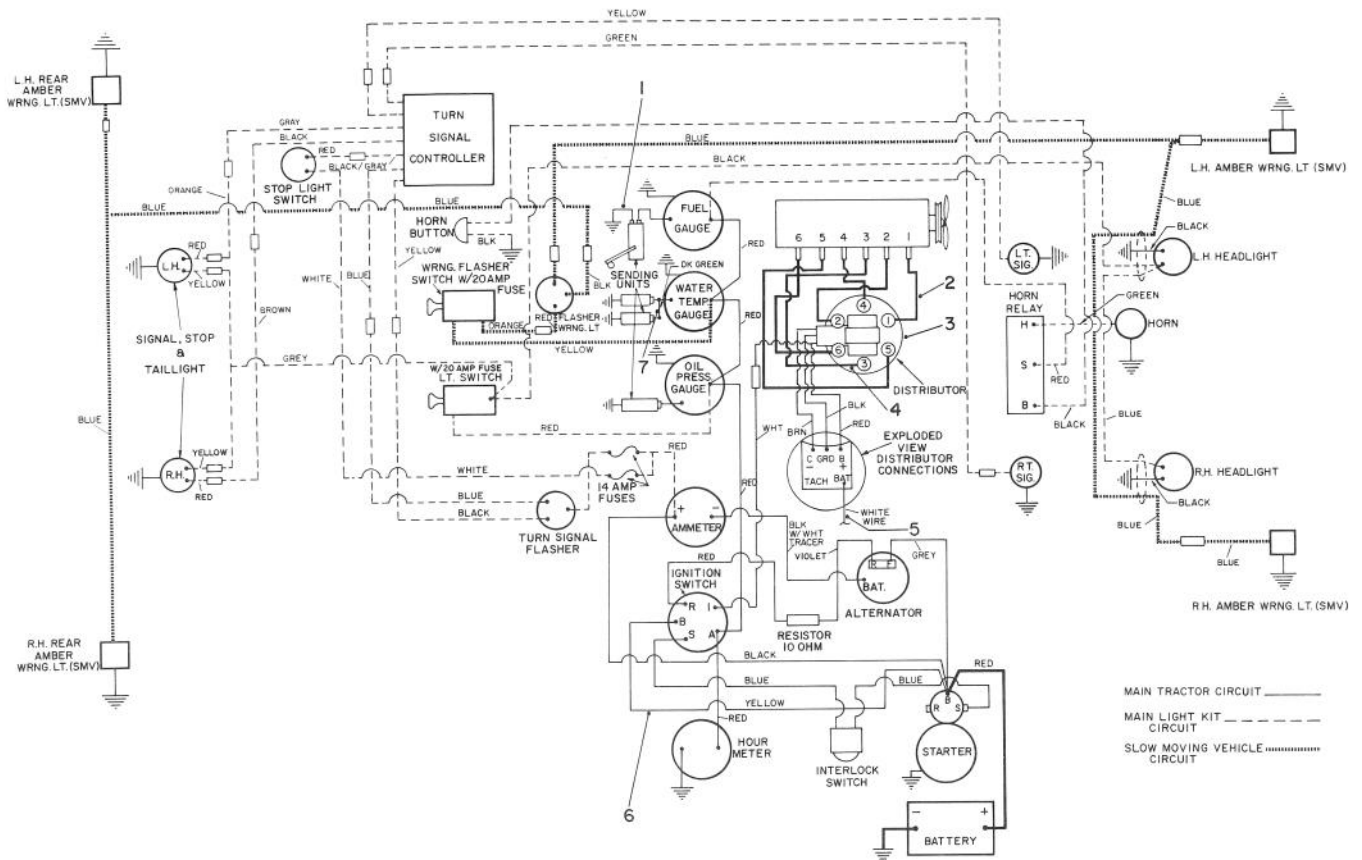 YELLOW
GREEN
L.H. REAR
AMBER
WRNG. LT. (SMV)
TURN
SIGNAL
CONTROLLER
GRAY
BLACK
RED
BLACK/GRAY
STOP LIGHT
SWITCH
ORANGE
BLUE
BLUE
1
BLUE
BLACK
L.H. AMBER WRNG. LT (SMV)
BLUE
BLACK
L.H. HEADLIGHT
HORN
BUTTON
BLK
YELLOW
FUEL
GAUGE
RED
6 5 4 3 2 1
LT.
SIG.
RED
L.H.
YELLOW
WHITE
BLUE
WRNG. FLASHER
SWITCH W/20AMP
FUSE
BLK
SENDING
UNITS
DK GREEN
WATER
TEMP
GAUGE
2
3
4
2
1
6
5
3
HORN
RELAY
GREEN
H
S
B
HORN
RED
BLACK
BROWN
ORANGE
RED
FLASHER
WRNG. LT
YELLOW
RED
SIGNAL, STOP
&
TAILLIGHT
GREY
7
W/20 AMP FUSE
LT. SWITCH
OIL
PRESS
GAUGE
DISTRIBUTOR
4
BLUE
RED
WHT
BRN
BLK
RED
EXPLODED
VIEW
DISTRIBUTOR
CONNECTIONS
C GRD B
- +
TACH BAT
BLUE
YELLOW
R.H.
RED
WHITE
RED
14 AMP
FUSES
RED
RT.
SIG.
R.H. HEADLIGHT
BLACK
BLUE
BLUE
BLACK
TURN SIGNAL
FLASHER
+ -
AMMETER
WHITE
WIRE
5
BLK
W/WHT
TRACER
VIOLET
GREY
RED
IGNITION
SWITCH
R I
B
S A
R F
BAT.
ALTERNATOR
BLUE
R.H. AMBER WRNG. LT. (SMV)
RESISTOR
10 OHM
R.H. REAR
AMBER
WRNG. LT. (SMV)
BLACK
RED
BLUE
BLUE
YELLOW
B
R S
STARTER
RED
HOUR
METER
INTERLOCK
SWITCH
6
- +
BATTERY
MAIN TRACTOR CIRCUIT
MAIN LIGHT KIT
CIRCUIT
SLOW MOVING VEHICLE
CIRCUIT